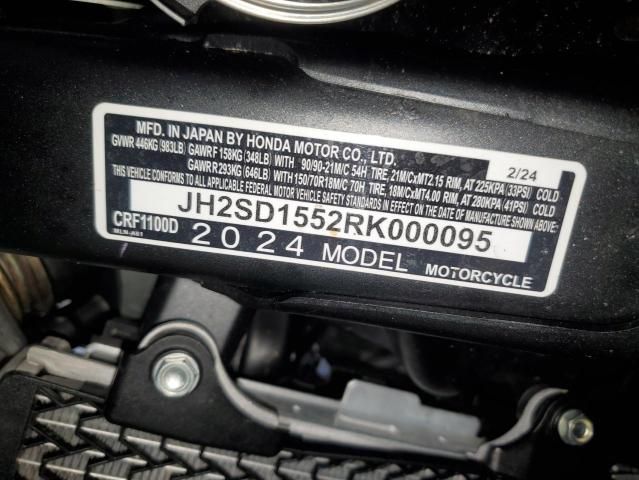 MFD. IN JAPAN BY HONDA MOTOR CO., LTD. 2/24
GVWR 446KG (983LB) GAWRF 158KG (348LB) WITH 90/90-21M/C 54H TIRE, 21M/CxMT2.15 RIM, AT 225KPA (33PSI) COLD
GAWRR 293KG (646LB) WITH 150/70R18M/C 70H TIRE, 18M/CxMT4.00 RIM, AT 280KPA (41PSI) COLD
THIS VEHICLE CONFORMS TO ALL APPLICABLE FEDERAL MOTOR VEHICLE SAFETY STANDARDS IN EFFECT ON THE DATE OF MANUFACTURE SHOWN ABOVE.
JH2SD1552RK000095
CRF1100D 2024 MODEL MOTORCYCLE
MLN-A61